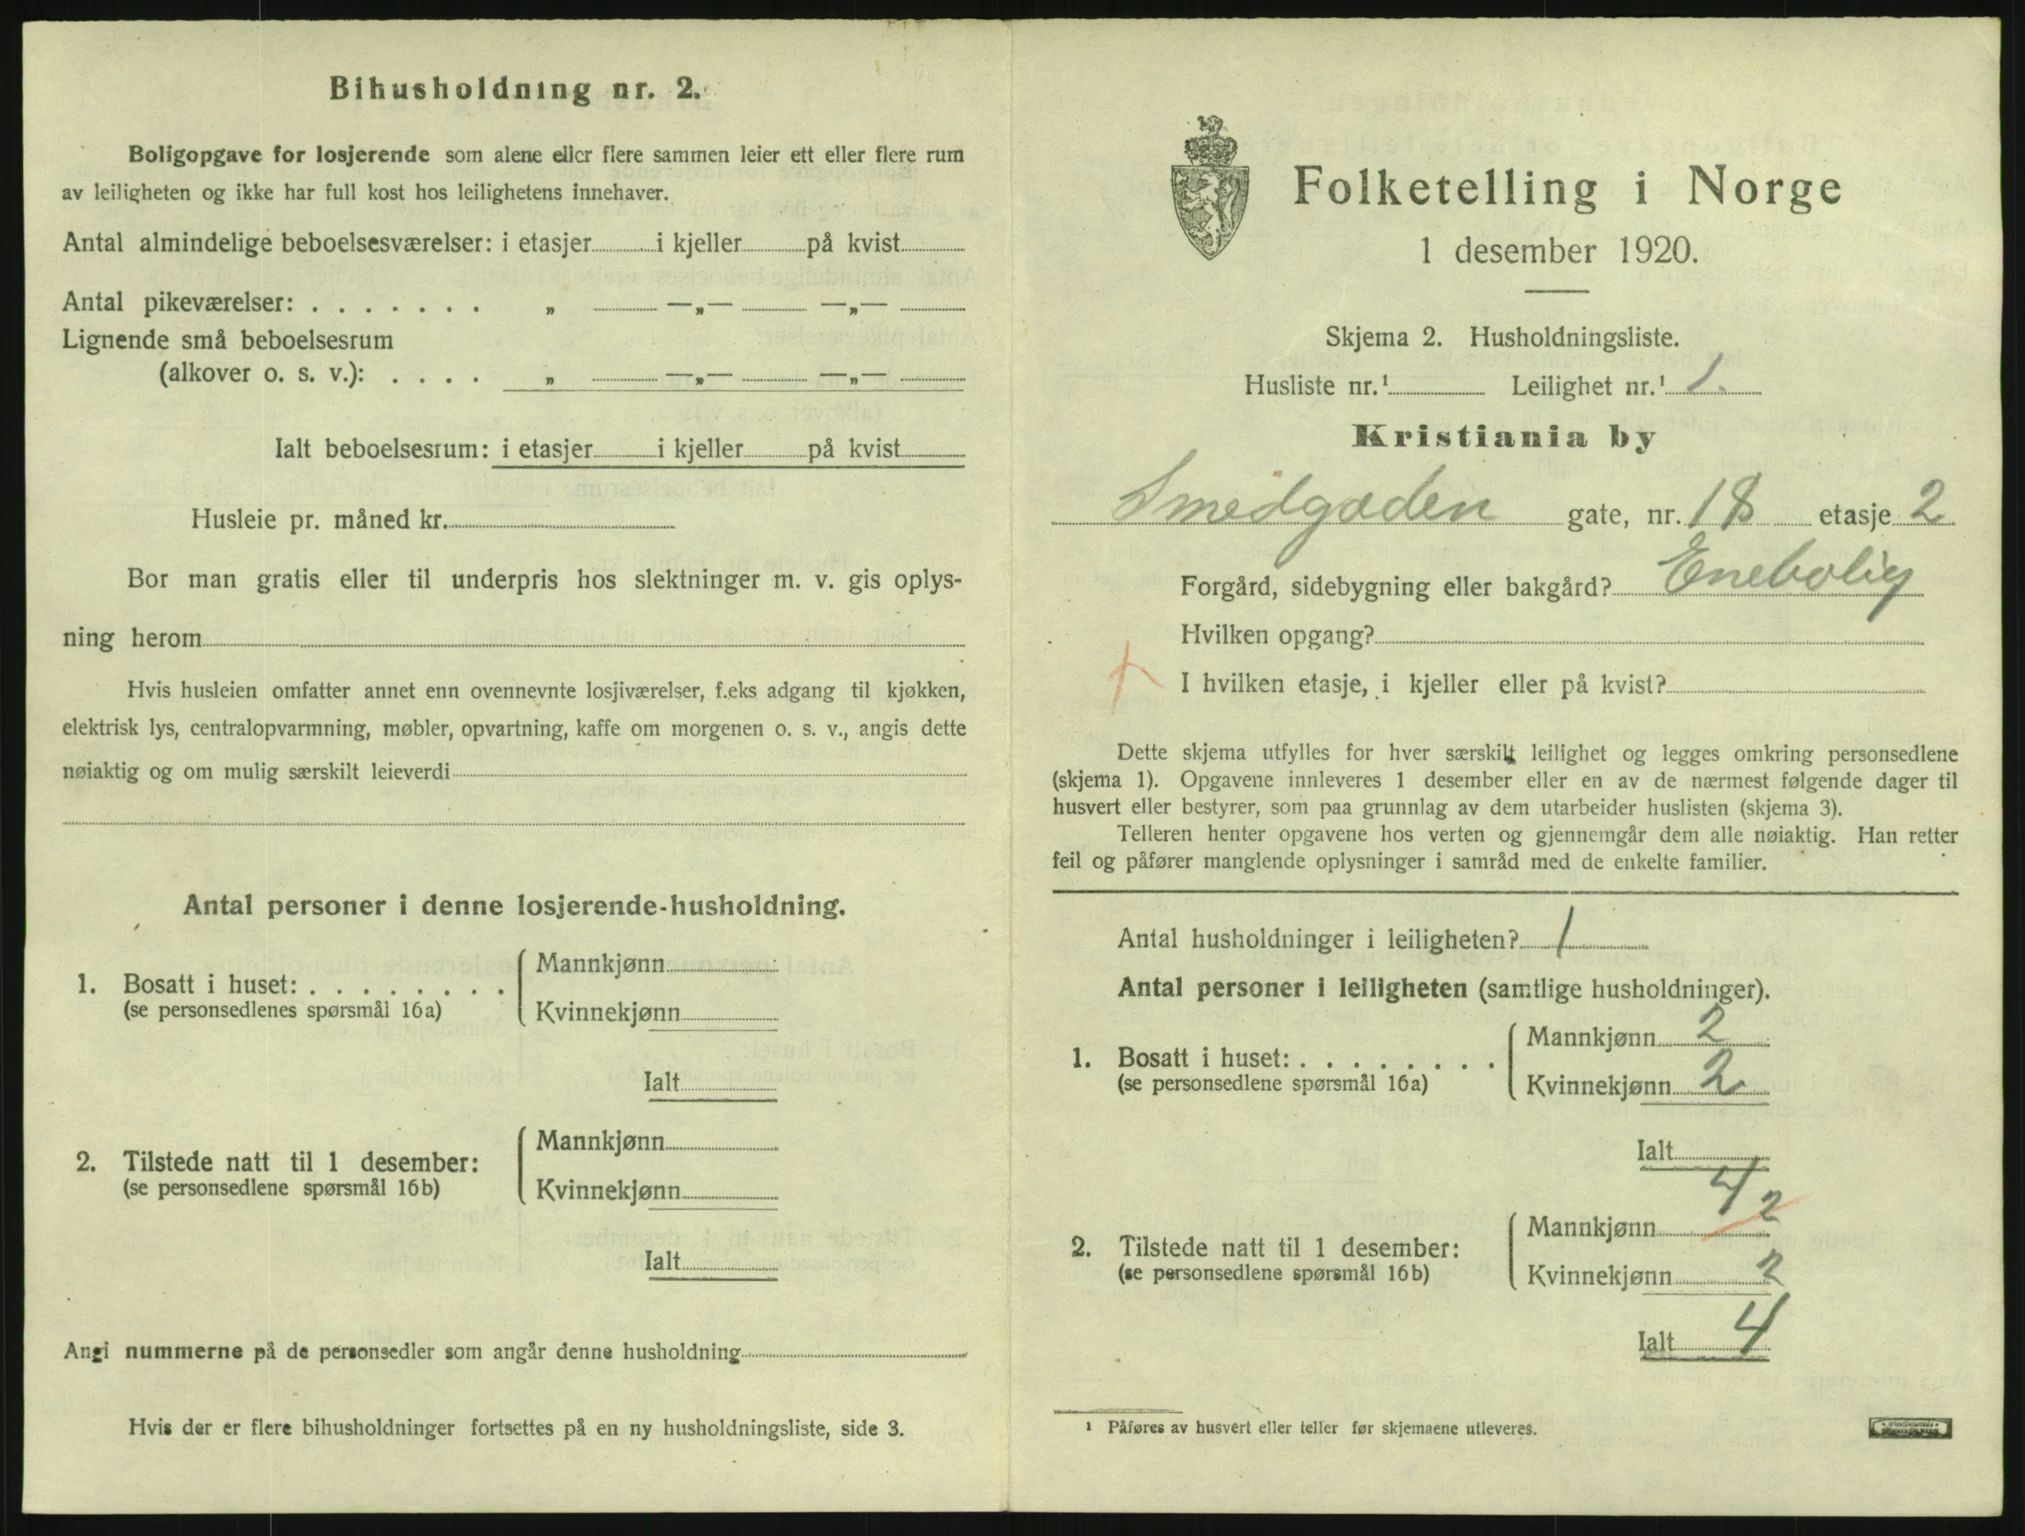 Bihusholdning nr. 2.
Boligopgave for losjerende som alene eller flere sammen leier ett eller flere rum
av leiligheten og ikke har full kost hos leilighetens innehaver.
Antal almindelige beboelsesværelser: i etasjer i kjeller på kvist
Antal pikeværelser: . . . . . . . „ —„— —„—
Lignende små beboelsesrum
(alkover o. s. v.): . . . . „ —„— —„—
Ialt beboelsesrum: i etasjer i kjeller på kvist
Husleie pr. måned kr.
Bor man gratis eller til underpris hos slektninger m. v. gis oplys-
ning herom
Hvis husleien omfatter annet enn ovennevnte losjiværelser, f.eks adgang til kjøkken,
elektrisk lys, centralopvarmning, møbler, opvartning, kaffe om morgenen o. s. v., angis dette
nøiaktig og om mulig særskilt leieverdi
Antal personer i denne losjerende-husholdning.
1. Bosatt i huset: . . . . . . . .
(se personsedlenes spørsmål 16a)
Mannkjønn
Kvinnekjønn
Ialt
2. Tilstede natt til 1 desember:
(se personsedlene spørsmål 16b)
Mannkjønn
Kvinnekjønn
Ialt
Angi nummerne på de personsedler som angår denne husholdning
Hvis der er flere bihusholdninger fortsettes på en ny husholdningsliste, side 3.
Folketelling i Norge
1 desember 1920.
Skjema 2. Husholdningsliste.
Husliste nr.¹ Leilighet nr.¹ 1.
Kristiania by
Smedgaden gate, nr. 18 etasje 2
Forgård, sidebygning eller bakgård? Enebolig
Hvilken opgang?
I hvilken etasje, i kjeller eller på kvist?
Dette skjema utfylles for hver særskilt leilighet og legges omkring personsedlene
(skjema 1). Opgavene innleveres 1 desember eller en av de nærmest følgende dager til
husvert eller bestyrer, som paa grunnlag av dem utarbeider huslisten (skjema 3).
Telleren henter opgavene hos verten og gjennemgår dem alle nøiaktig. Han retter
feil og påfører manglende oplysninger i samråd med de enkelte familier.
Antal husholdninger i leiligheten? 1
Antal personer i leiligheten (samtlige husholdninger).
1. Bosatt i huset: . . . . . . . .
(se personsedlene spørsmål 16a)
Mannkjønn 2
Kvinnekjønn 2
Ialt 4
2. Tilstede natt til 1 desember:
(se personsedlene spørsmål 16b)
Mannkjønn 2
Kvinnekjønn 2
Ialt 4
¹ Påføres av husvert eller teller før skjemaene utleveres.